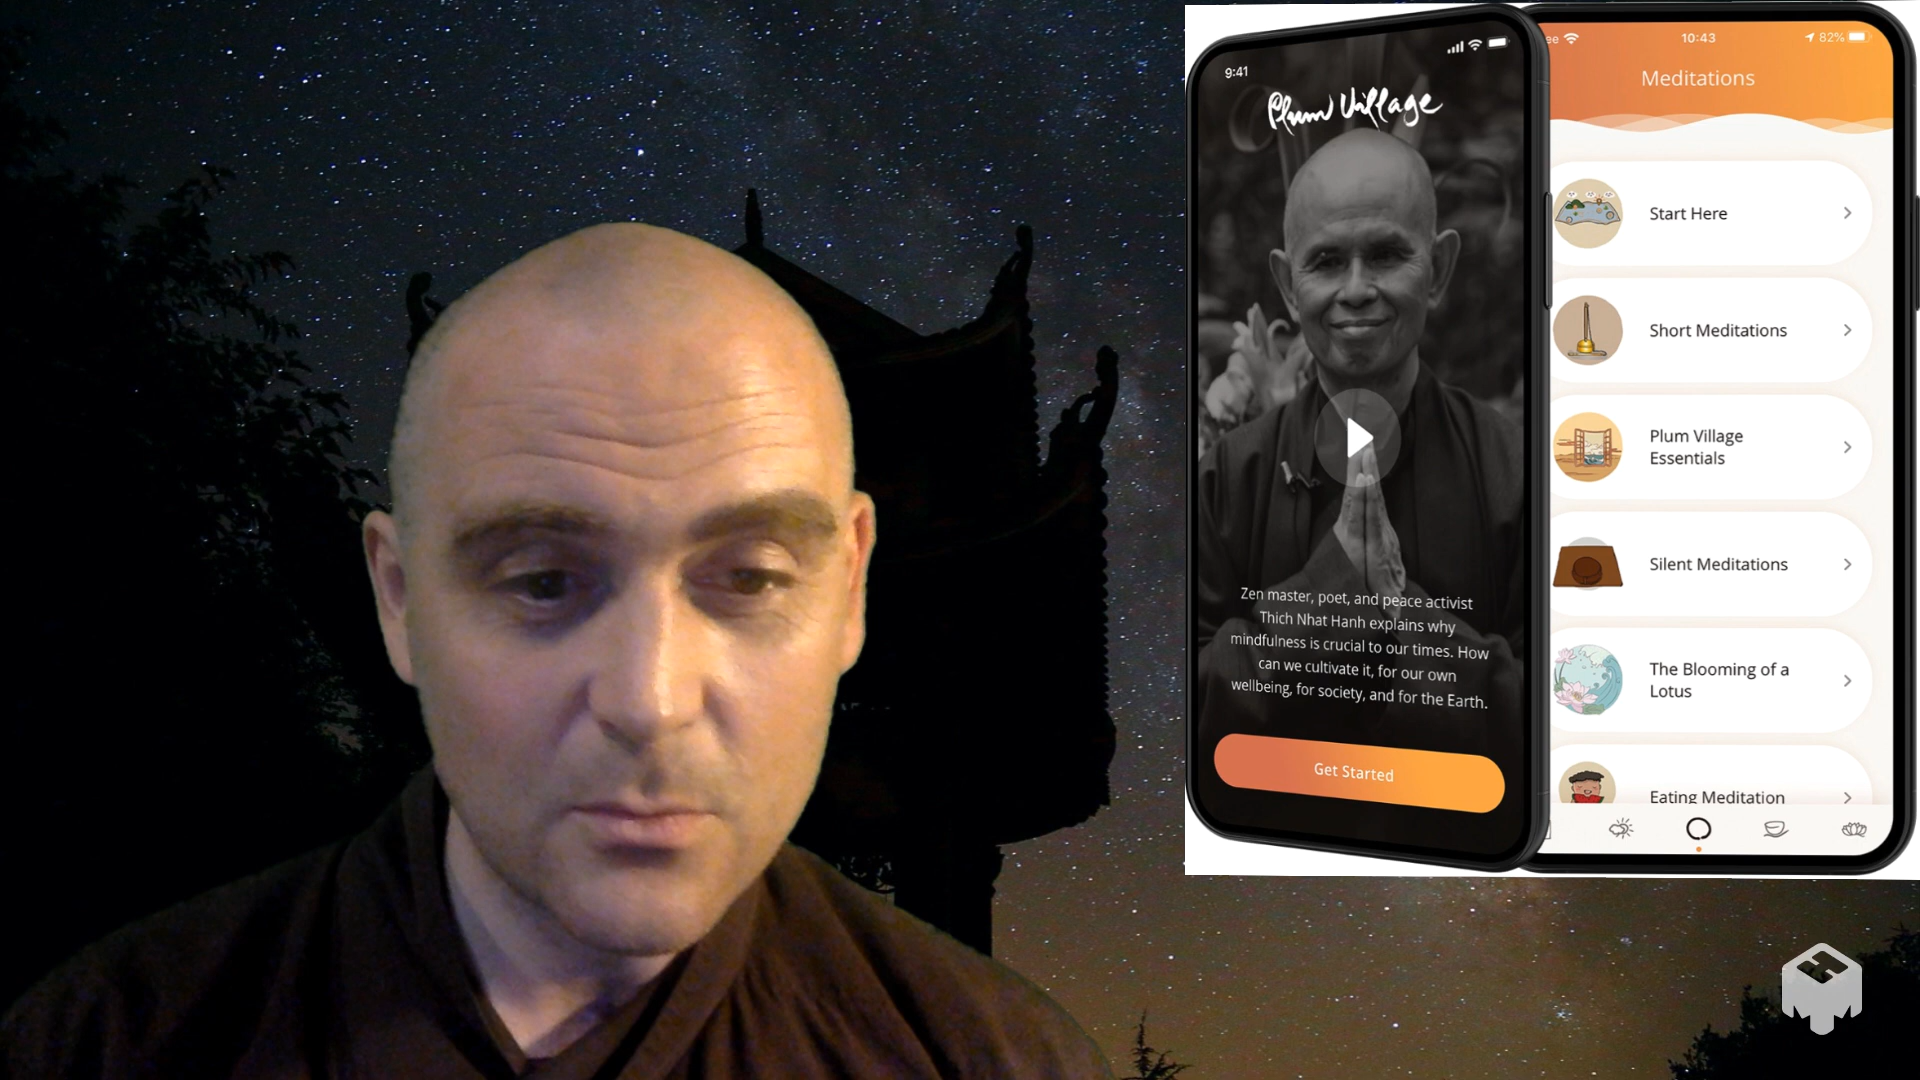 9:41
Plum Village
Zen master, poet, and peace activist
Thich Nhat Hanh explains why
mindfulness is crucial to our times. How
can we cultivate it, for our own
wellbeing, for society, and for the Earth.
Get Started
ee
10:43
82%
Meditations
Start Here
Short Meditations
Plum Village
Essentials
Silent Meditations
The Blooming of a
Lotus
Eating Meditation